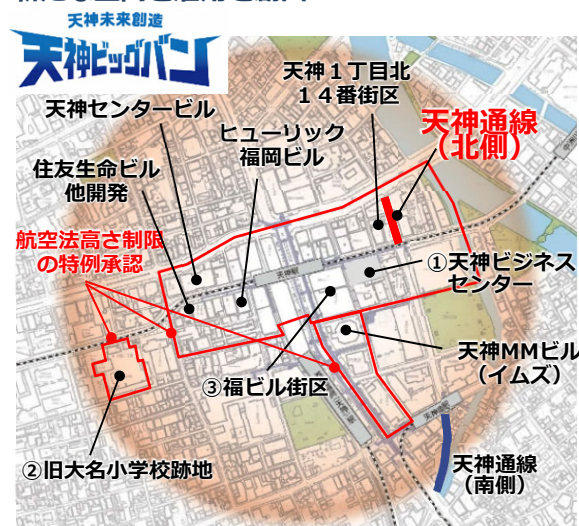 天神未来創造
天神ビッグバン
天神１丁目北
１４番街区
天神通線
（北側）
天神センタービル
ヒューリック
福岡ビル
住友生命ビル
他開発
航空法高さ制限
の特例承認
天神駅
①天神ビジネス
センター
天神MMビル
（イムズ）
③福ビル街区
②旧大名小学校跡地
天神通線
（南側）